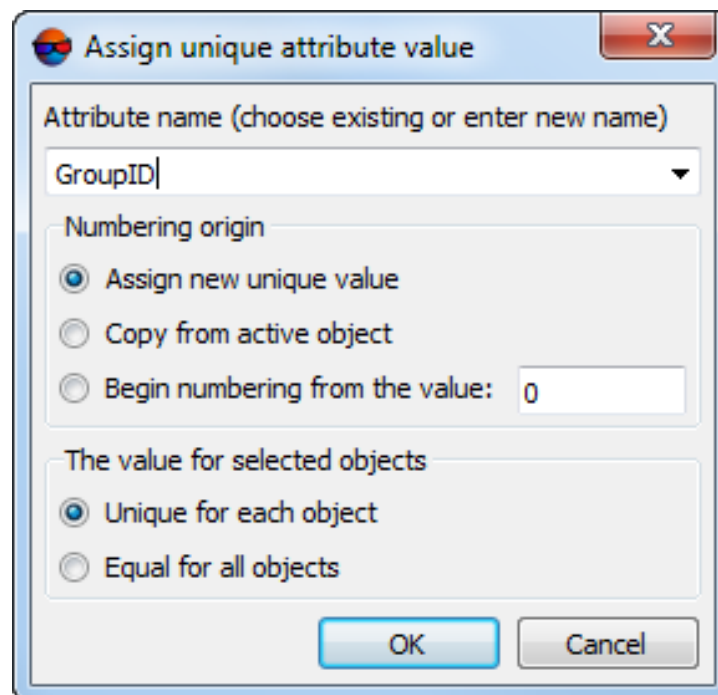 Assign unique attribute value
Attribute name (choose existing or enter new name)
GroupID
Numbering origin
Assign new unique value
Copy from active object
Begin numbering from the value: 0
The value for selected objects
Unique for each object
Equal for all objects
OK Cancel